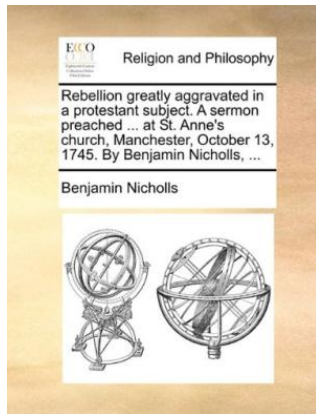 ECCO
Religion and Philosophy
Rebellion greatly aggravated in
a protestant subject. A sermon
preached ... at St. Anne's
church, Manchester, October 13,
1745. By Benjamin Nicholls, ...
Benjamin Nicholls